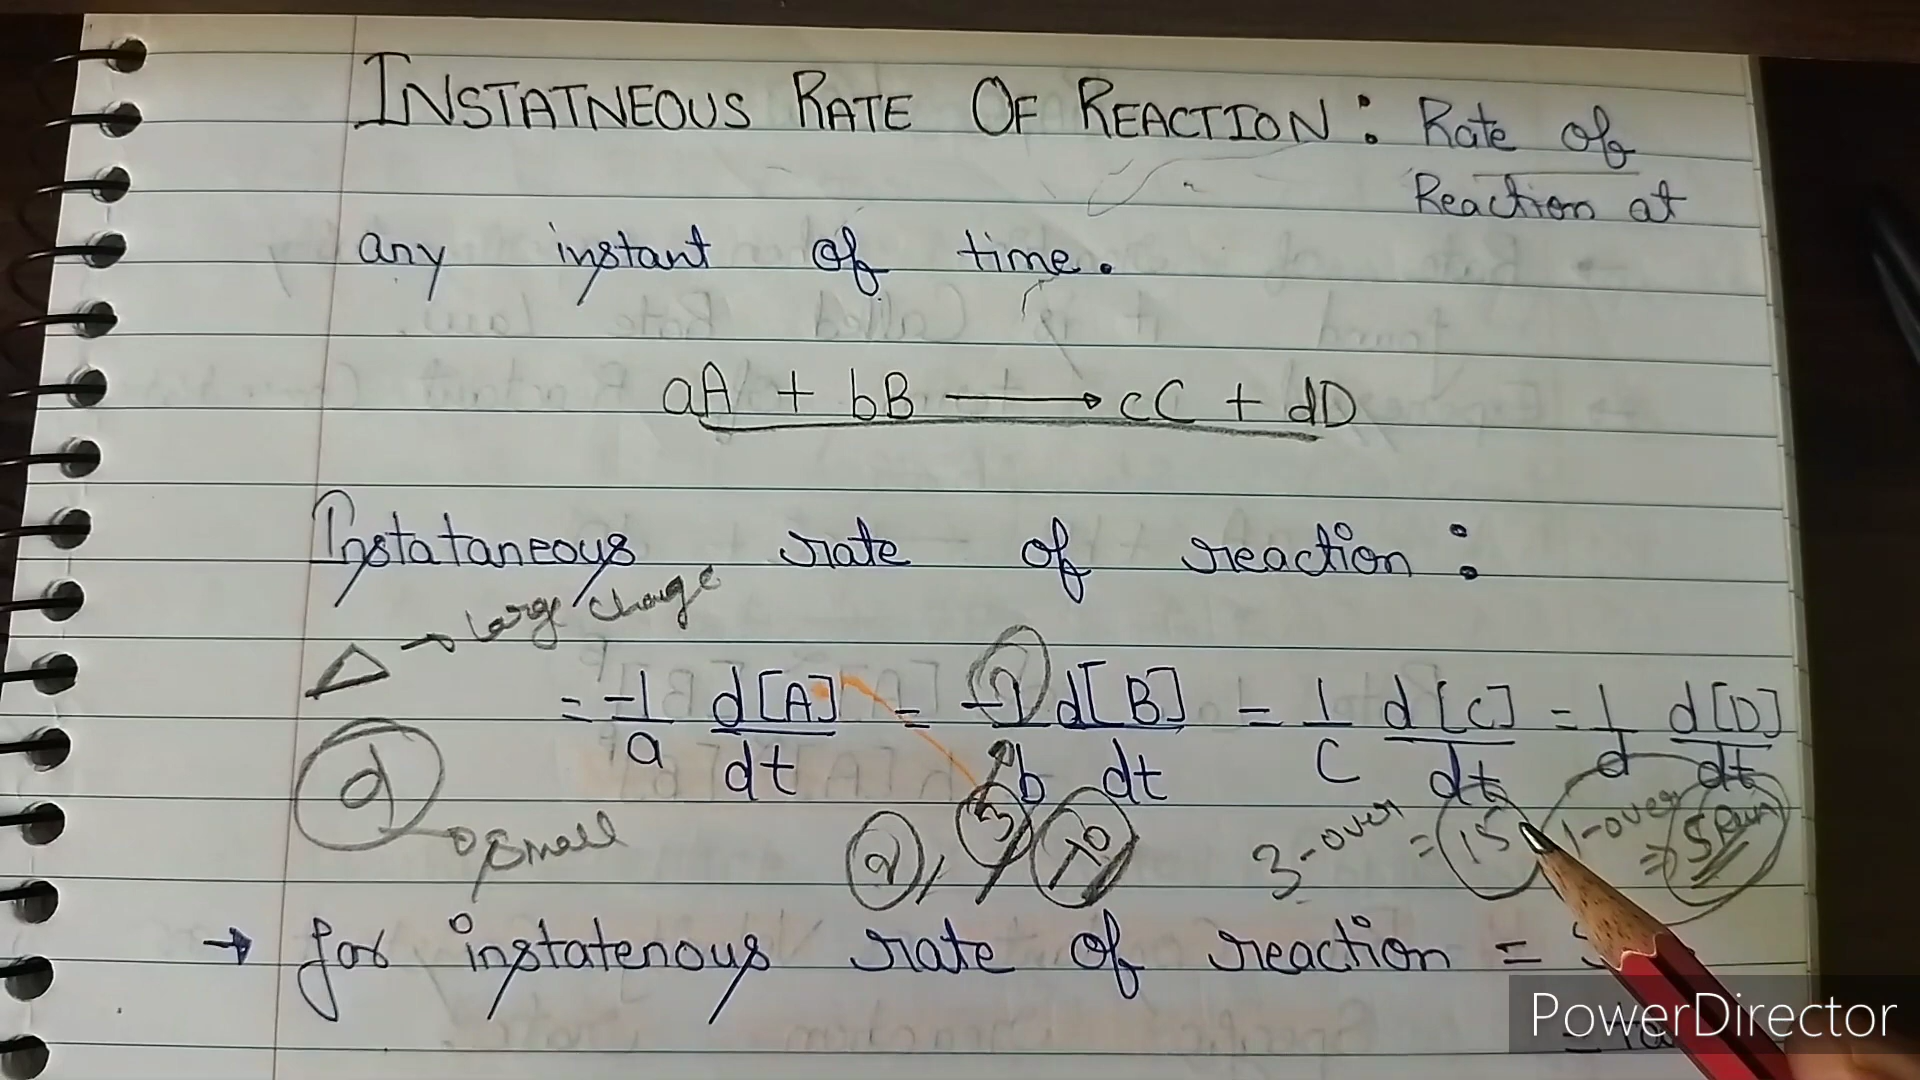 INSTATNEOUS RATE OF REACTION : Rate of
Reaction at
any instant of time.
aA + bB → cC + dD
Instataneous rate of reaction :
△ → large change
= -1/a d[A]/dt = -1/b d[B]/dt = 1/c d[C]/dt = 1/d d[D]/dt
d → small
2, 3, 10
3-over = 15
1-over => 5 Run
→ for instatenous rate of reaction =
PowerDirector